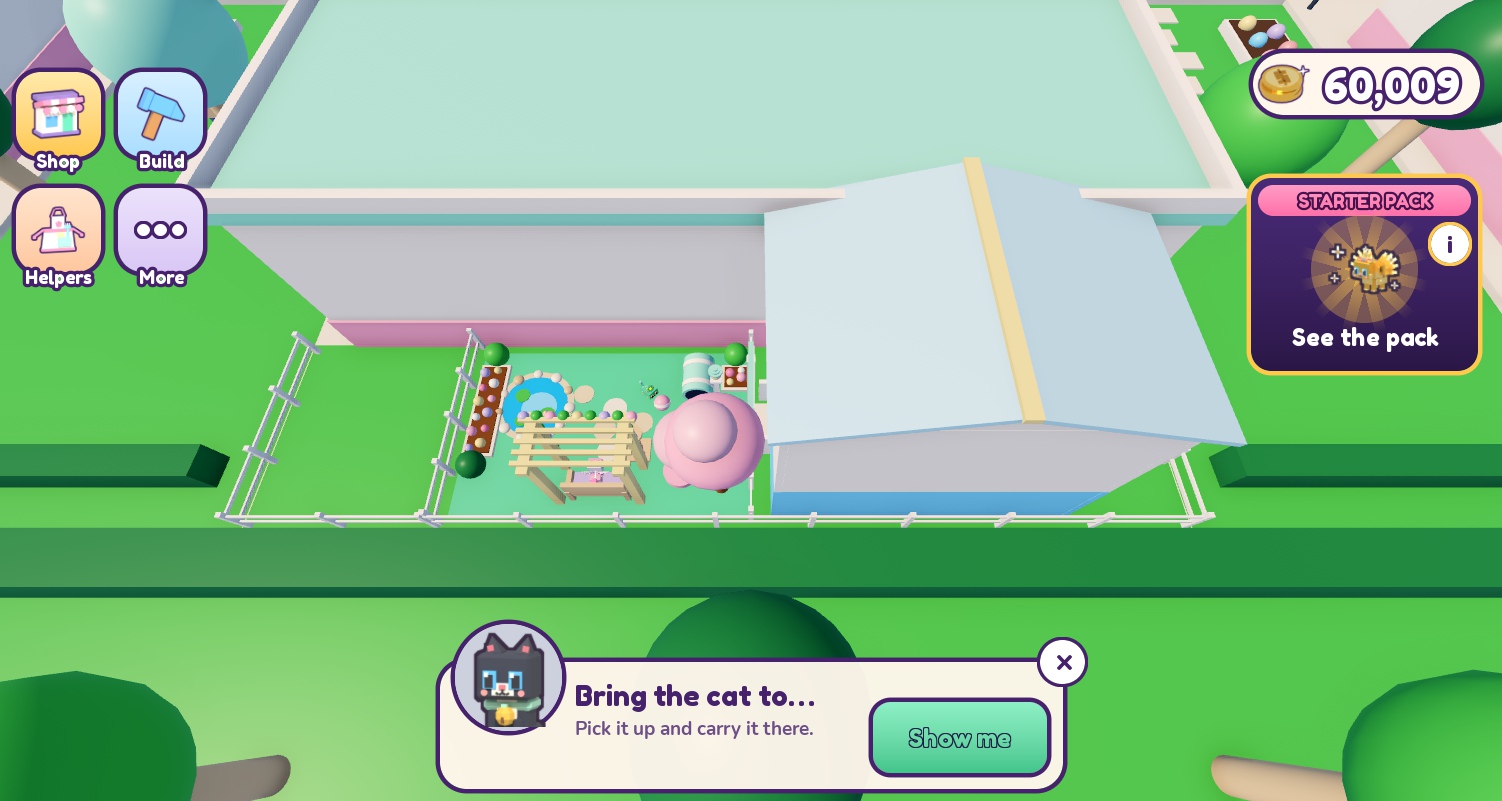 Shop
Build
Helpers
More
60,009
STARTER PACK
i
See the pack
Bring the cat to...
Pick it up and carry it there.
Show me